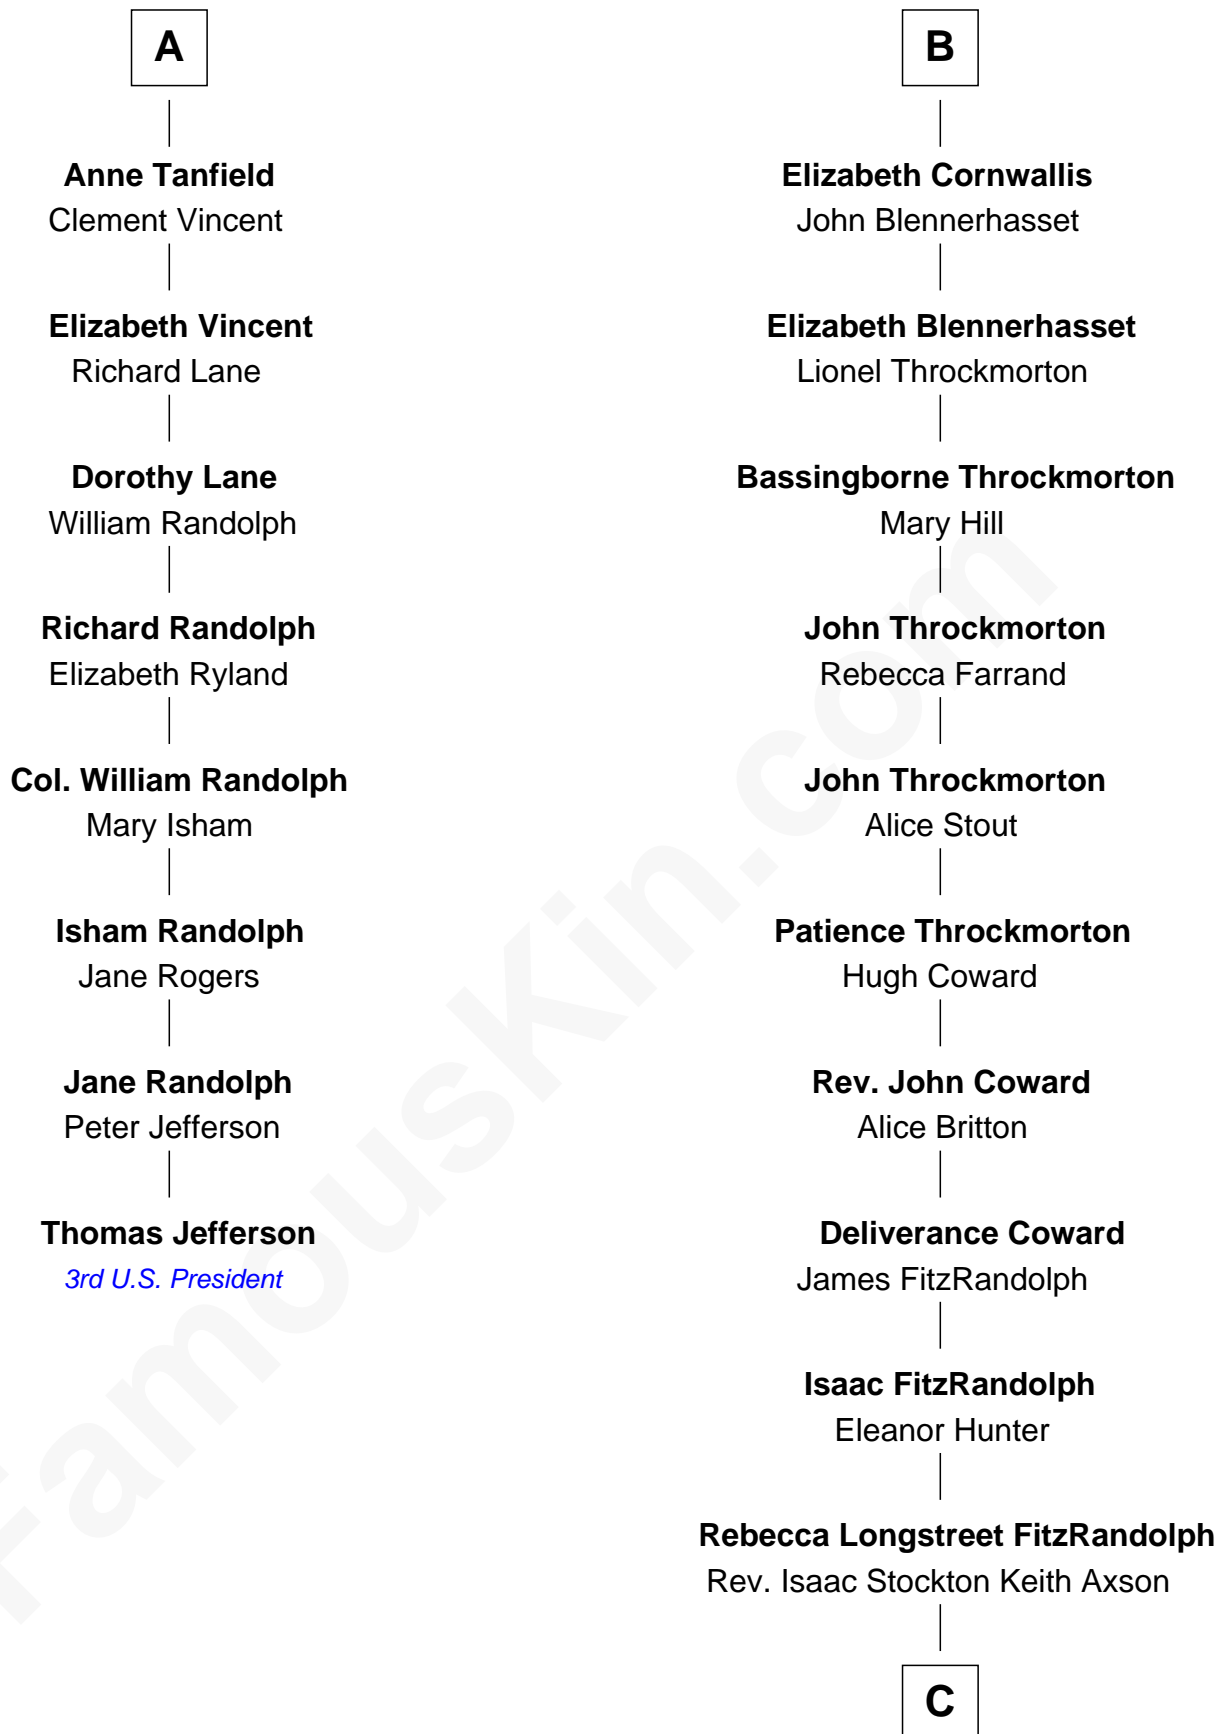 A
Anne Tanfield
Clement Vincent
Elizabeth Vincent
Richard Lane
Dorothy Lane
William Randolph
Richard Randolph
Elizabeth Ryland
Col. William Randolph
Mary Isham
Isham Randolph
Jane Rogers
Jane Randolph
Peter Jefferson
Thomas Jefferson
3rd U.S. President
B
Elizabeth Cornwallis
John Blennerhasset
Elizabeth Blennerhasset
Lionel Throckmorton
Bassingborne Throckmorton
Mary Hill
John Throckmorton
Rebecca Farrand
John Throckmorton
Alice Stout
Patience Throckmorton
Hugh Coward
Rev. John Coward
Alice Britton
Deliverance Coward
James FitzRandolph
Isaac FitzRandolph
Eleanor Hunter
Rebecca Longstreet FitzRandolph
Rev. Isaac Stockton Keith Axson
C
FamousKin.com